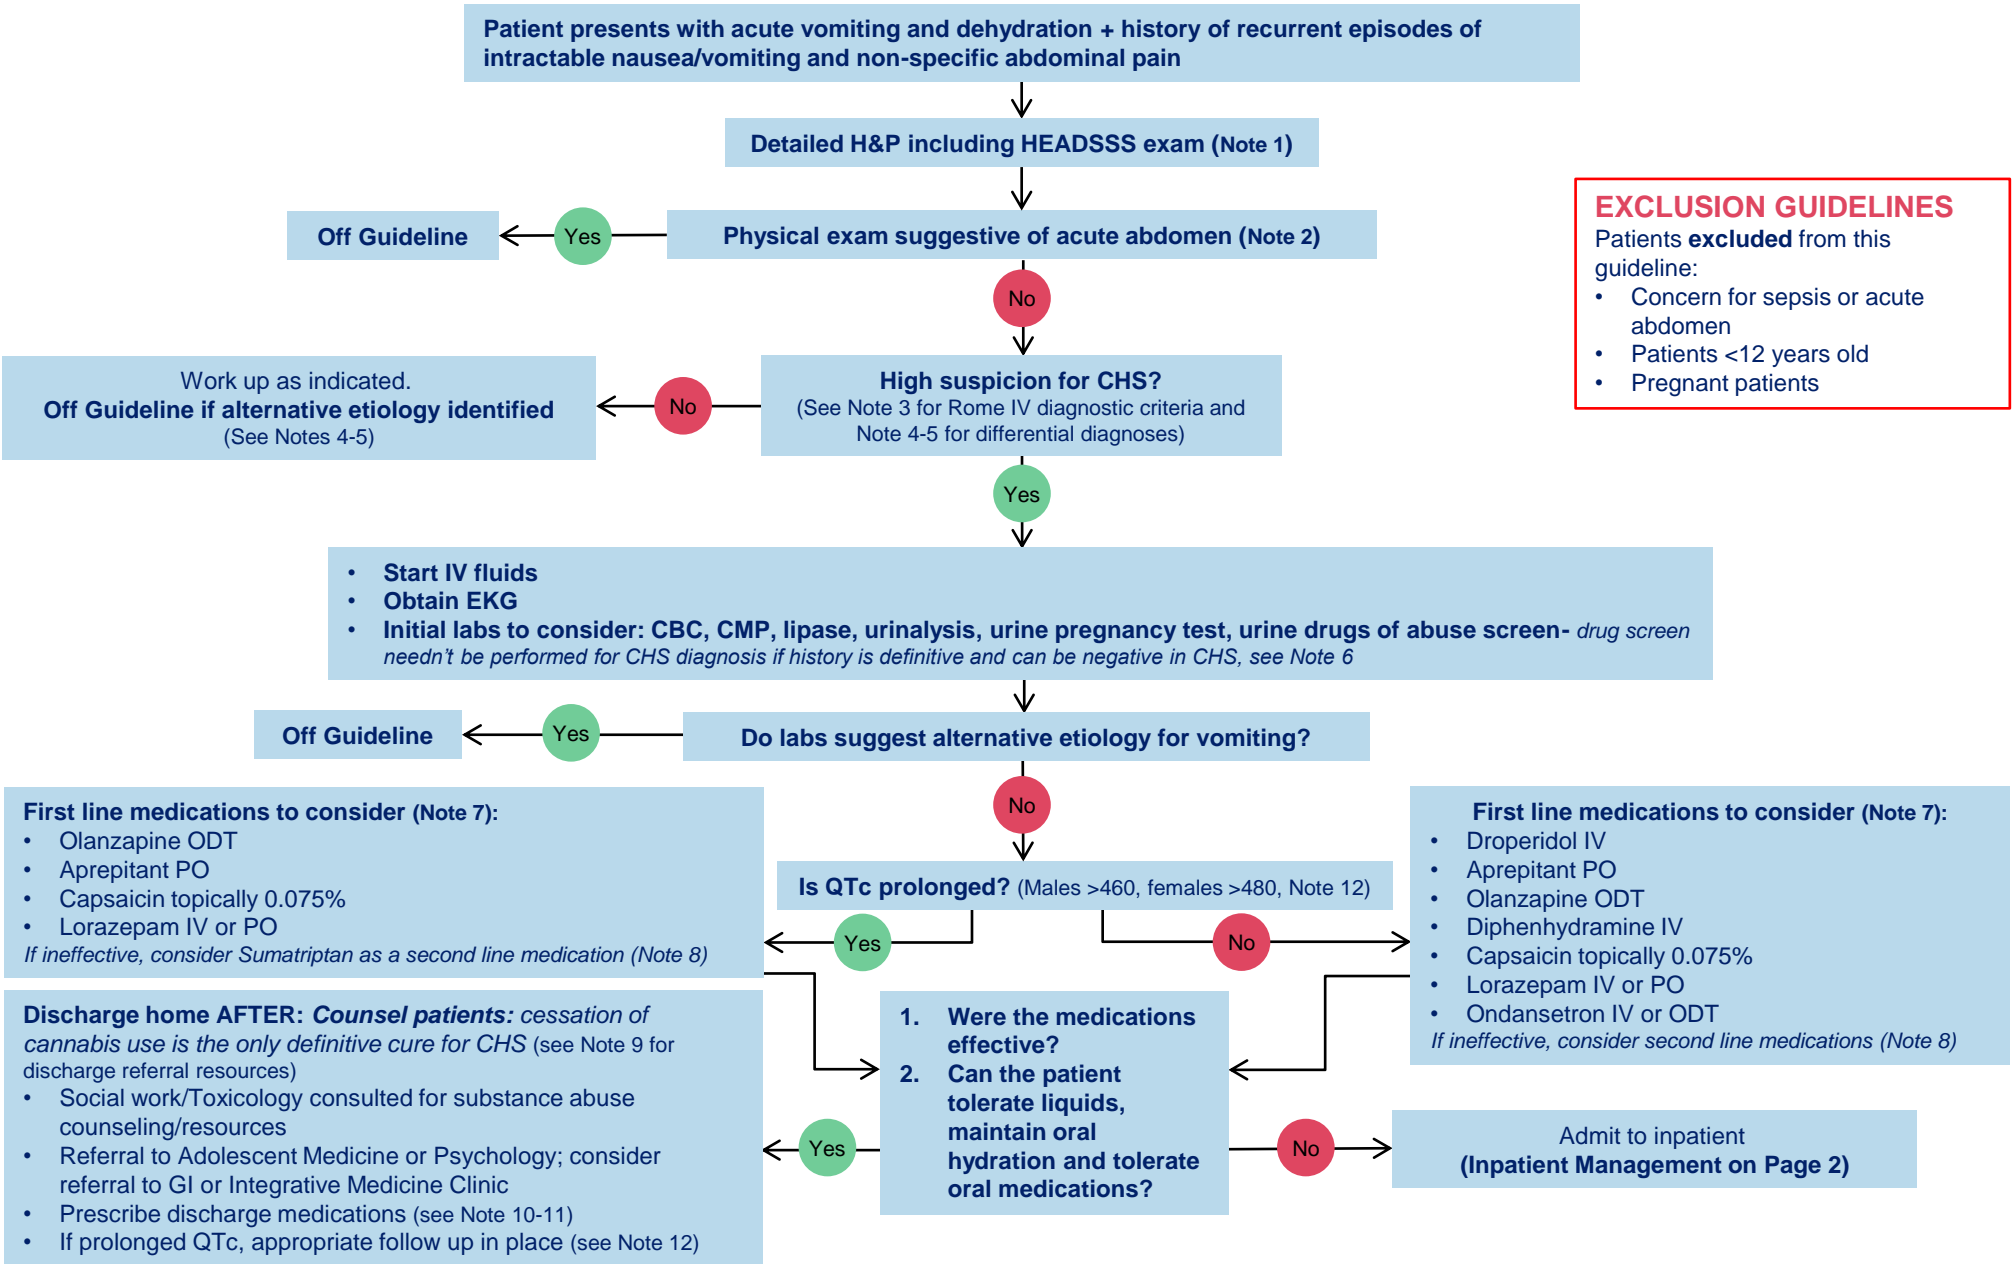 Patient presents with acute vomiting and dehydration + history of recurrent episodes of
intractable nausea/vomiting and non-specific abdominal pain
Detailed H&P including HEADSSS exam (Note 1)
EXCLUSION GUIDELINES
Patients excluded from this
guideline:
• Concern for sepsis or acute
abdomen
• Patients <12 years old
• Pregnant patients
Off Guideline
Yes
Physical exam suggestive of acute abdomen (Note 2)
No
Work up as indicated.
Off Guideline if alternative etiology identified
(See Notes 4-5)
No
High suspicion for CHS?
(See Note 3 for Rome IV diagnostic criteria and
Note 4-5 for differential diagnoses)
Yes
• Start IV fluids
• Obtain EKG
• Initial labs to consider: CBC, CMP, lipase, urinalysis, urine pregnancy test, urine drugs of abuse screen- drug screen
needn't be performed for CHS diagnosis if history is definitive and can be negative in CHS, see Note 6
Off Guideline
Yes
Do labs suggest alternative etiology for vomiting?
No
First line medications to consider (Note 7):
• Olanzapine ODT
• Aprepitant PO
• Capsaicin topically 0.075%
• Lorazepam IV or PO
If ineffective, consider Sumatriptan as a second line medication (Note 8)
Is QTc prolonged? (Males >460, females >480, Note 12)
Yes
No
First line medications to consider (Note 7):
• Droperidol IV
• Aprepitant PO
• Olanzapine ODT
• Diphenhydramine IV
• Capsaicin topically 0.075%
• Lorazepam IV or PO
• Ondansetron IV or ODT
If ineffective, consider second line medications (Note 8)
Discharge home AFTER: Counsel patients: cessation of
cannabis use is the only definitive cure for CHS (see Note 9 for
discharge referral resources)
• Social work/Toxicology consulted for substance abuse
counseling/resources
• Referral to Adolescent Medicine or Psychology; consider
referral to GI or Integrative Medicine Clinic
• Prescribe discharge medications (see Note 10-11)
• If prolonged QTc, appropriate follow up in place (see Note 12)
Yes
1. Were the medications
effective?
2. Can the patient
tolerate liquids,
maintain oral
hydration and tolerate
oral medications?
No
Admit to inpatient
(Inpatient Management on Page 2)